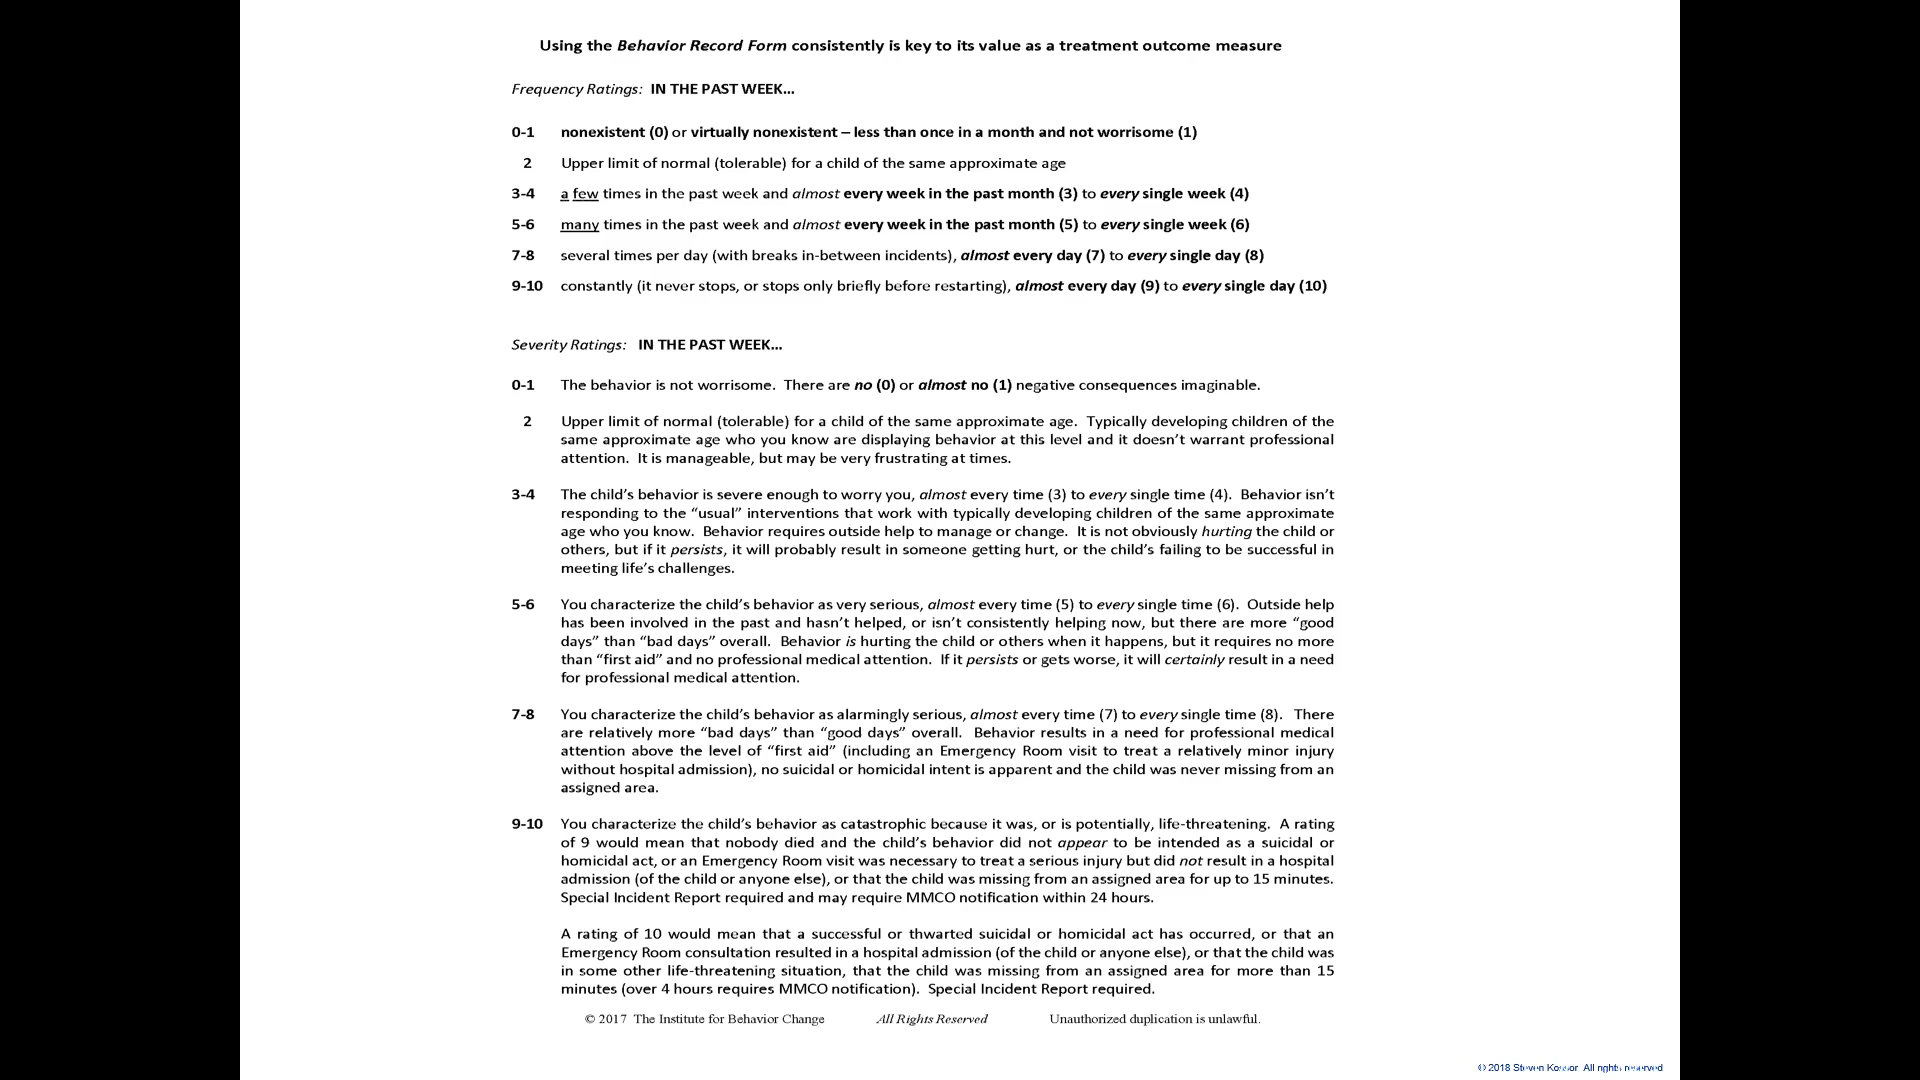 Using the Behavior Record Form consistently is key to its value as a treatment outcome measure
Frequency Ratings: IN THE PAST WEEK...
0-1 nonexistent (0) or virtually nonexistent – less than once in a month and not worrisome (1)
2 Upper limit of normal (tolerable) for a child of the same approximate age
3-4 a few times in the past week and almost every week in the past month (3) to every single week (4)
5-6 many times in the past week and almost every week in the past month (5) to every single week (6)
7-8 several times per day (with breaks in-between incidents), almost every day (7) to every single day (8)
9-10 constantly (it never stops, or stops only briefly before restarting), almost every day (9) to every single day (10)
Severity Ratings: IN THE PAST WEEK...
0-1 The behavior is not worrisome. There are no (0) or almost no (1) negative consequences imaginable.
2 Upper limit of normal (tolerable) for a child of the same approximate age. Typically developing children of the
same approximate age who you know are displaying behavior at this level and it doesn't warrant professional
attention. It is manageable, but may be very frustrating at times.
3-4 The child's behavior is severe enough to worry you, almost every time (3) to every single time (4). Behavior isn't
responding to the "usual" interventions that work with typically developing children of the same approximate
age who you know. Behavior requires outside help to manage or change. It is not obviously hurting the child or
others, but if it persists, it will probably result in someone getting hurt, or the child's failing to be successful in
meeting life's challenges.
5-6 You characterize the child's behavior as very serious, almost every time (5) to every single time (6). Outside help
has been involved in the past and hasn't helped, or isn't consistently helping now, but there are more "good
days" than "bad days" overall. Behavior is hurting the child or others when it happens, but it requires no more
than "first aid" and no professional medical attention. If it persists or gets worse, it will certainly result in a need
for professional medical attention.
7-8 You characterize the child's behavior as alarmingly serious, almost every time (7) to every single time (8). There
are relatively more "bad days" than "good days" overall. Behavior results in a need for professional medical
attention above the level of "first aid" (including an Emergency Room visit to treat a relatively minor injury
without hospital admission), no suicidal or homicidal intent is apparent and the child was never missing from an
assigned area.
9-10 You characterize the child's behavior as catastrophic because it was, or is potentially, life-threatening. A rating
of 9 would mean that nobody died and the child's behavior did not appear to be intended as a suicidal or
homicidal act, or an Emergency Room visit was necessary to treat a serious injury but did not result in a hospital
admission (of the child or anyone else), or that the child was missing from an assigned area for up to 15 minutes.
Special Incident Report required and may require MMCO notification within 24 hours.
A rating of 10 would mean that a successful or thwarted suicidal or homicidal act has occurred, or that an
Emergency Room consultation resulted in a hospital admission (of the child or anyone else), or that the child was
in some other life-threatening situation, that the child was missing from an assigned area for more than 15
minutes (over 4 hours requires MMCO notification). Special Incident Report required.
© 2017 The Institute for Behavior Change All Rights Reserved Unauthorized duplication is unlawful.
© 2018 Steven Kossor All rights reserved